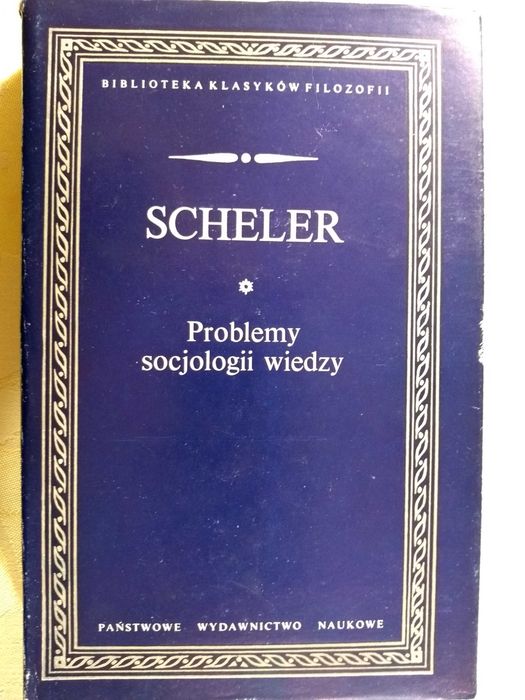 BIBLIOTEKA KLASYKÓW FILOZOFII
SCHELER
Problemy
socjologii wiedzy
PAŃSTWOWE WYDAWNICTWO NAUKOWE